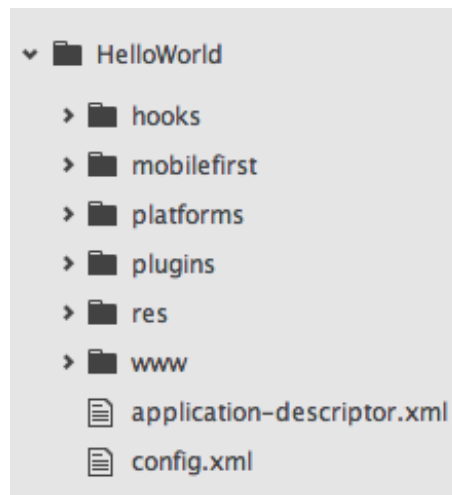 HelloWorld
hooks
mobilefirst
platforms
plugins
res
www
application-descriptor.xml
config.xml